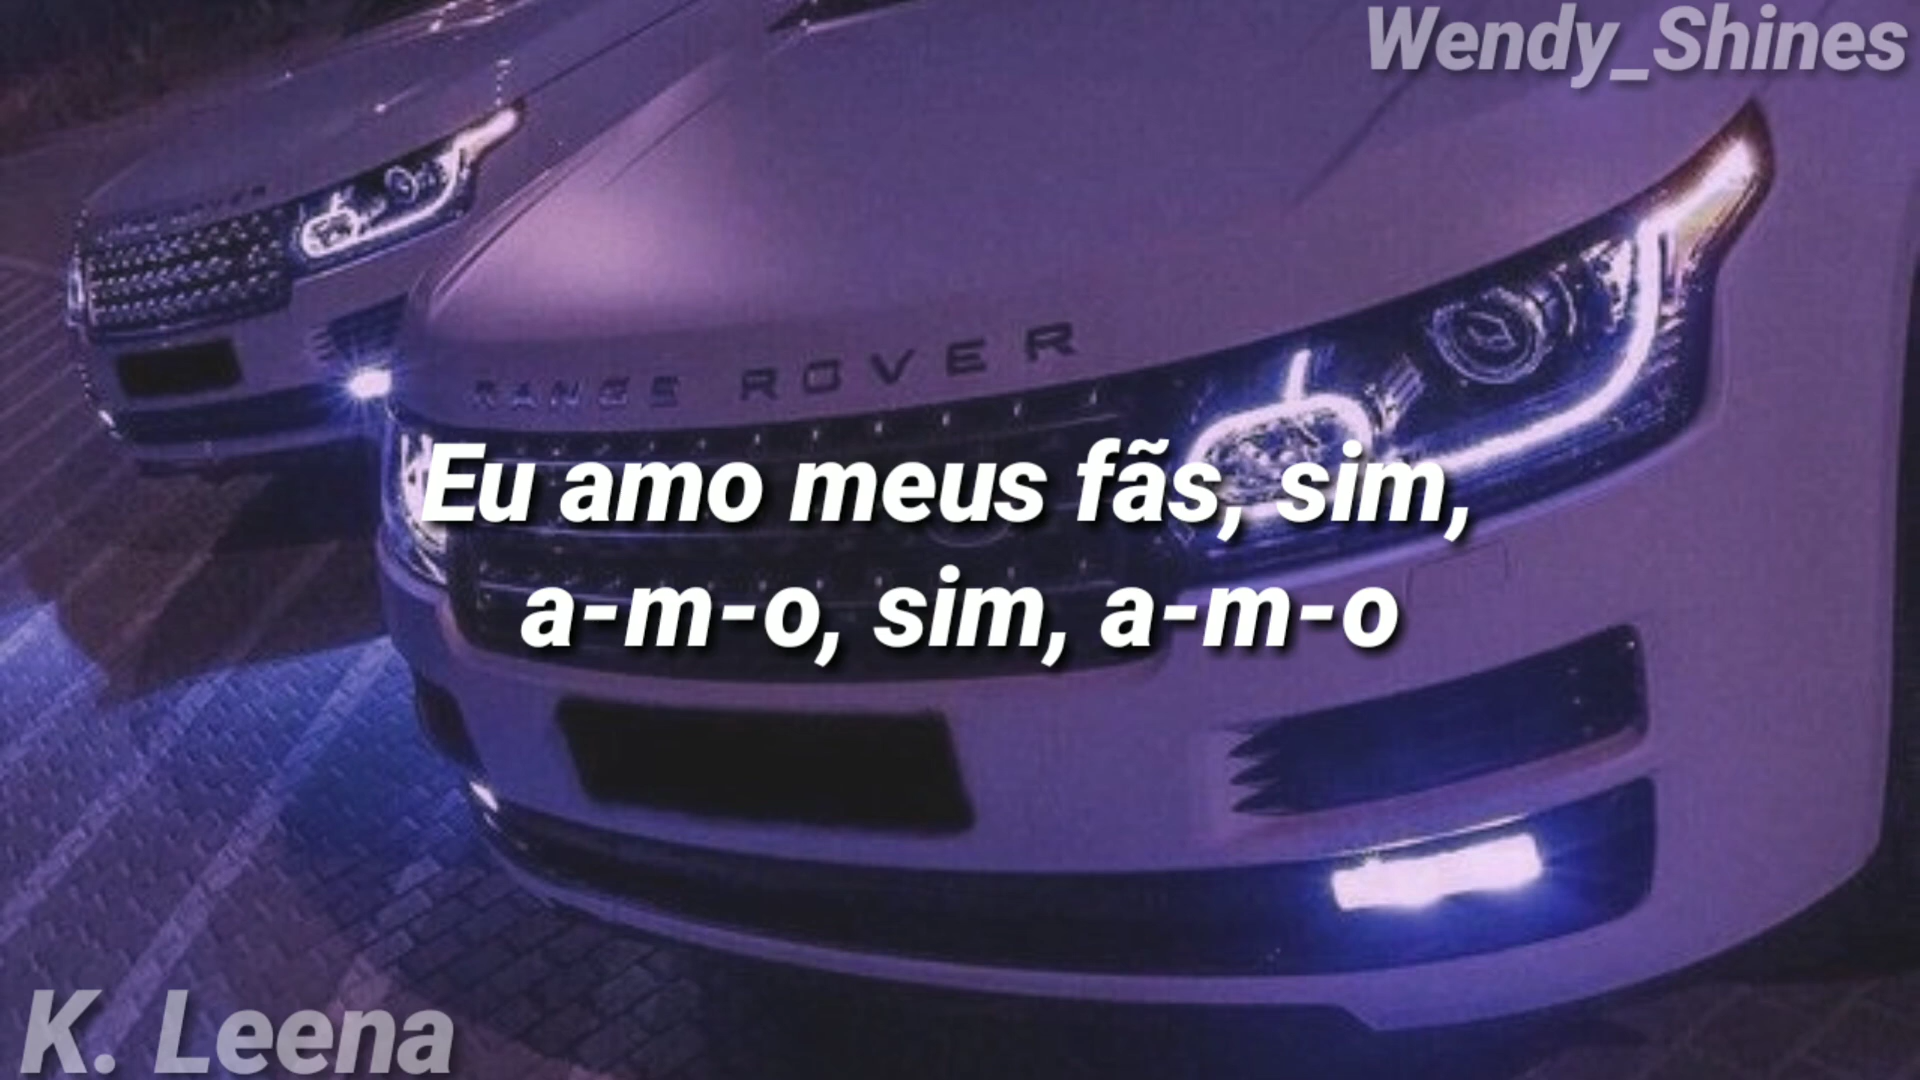 Wendy_Shines
RANGE ROVER
Eu amo meus fãs, sim,
a-m-o, sim, a-m-o
K. Leena